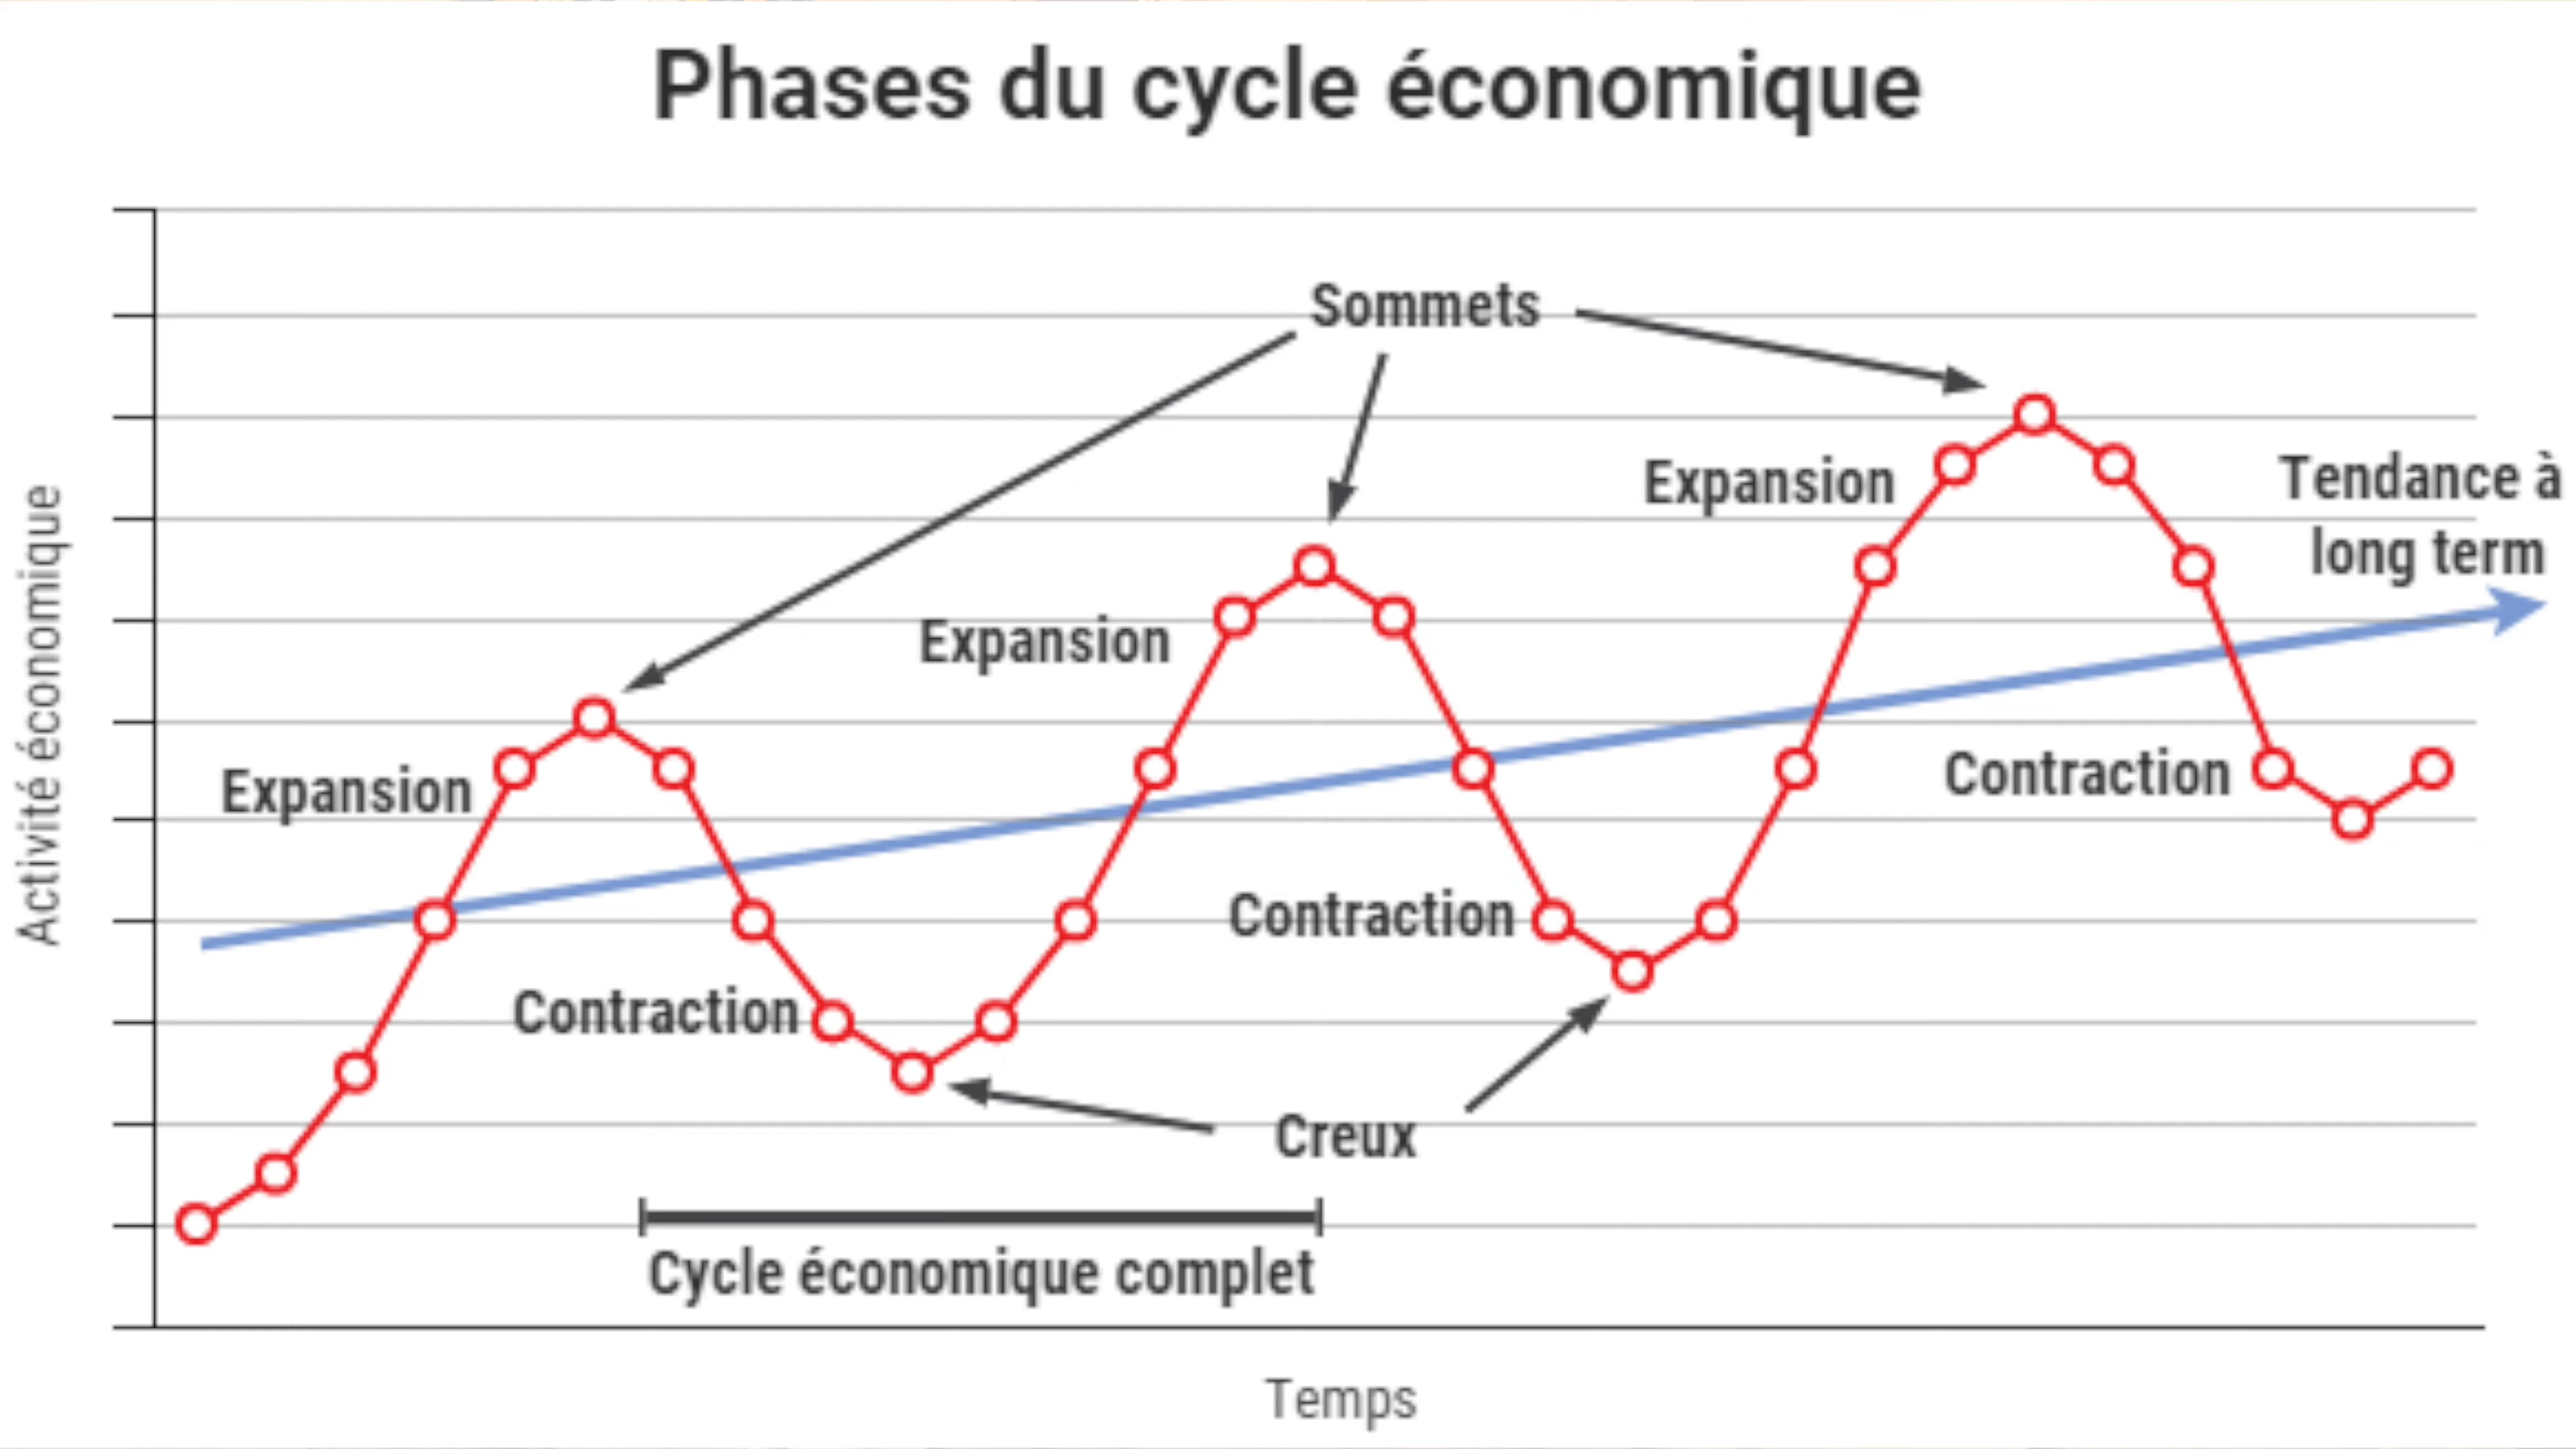 Phases du cycle économique
Sommets
Expansion
Tendance à
long term
Expansion
Expansion
Contraction
Contraction
Contraction
Creux
Cycle économique complet
Activité économique
Temps